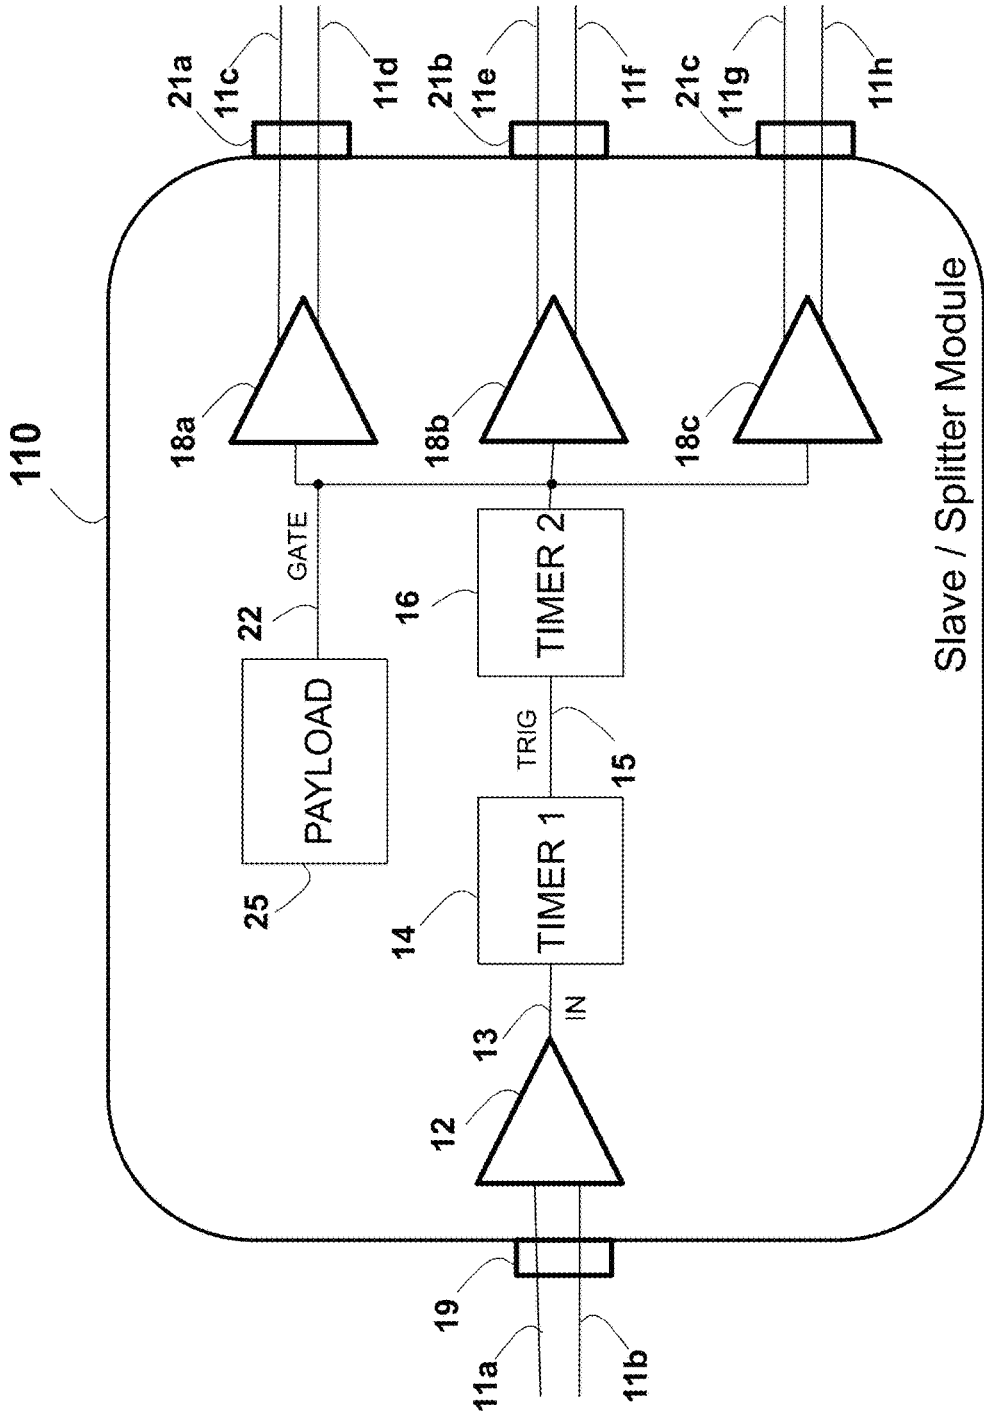 110
21a
11c
11d
21b
11e
11f
21c
11g
11h
18a
18b
18c
GATE
22
PAYLOAD
25
16
TIMER 2
TRIG
15
14
TIMER 1
13
IN
12
19
11a
11b
Slave / Splitter Module